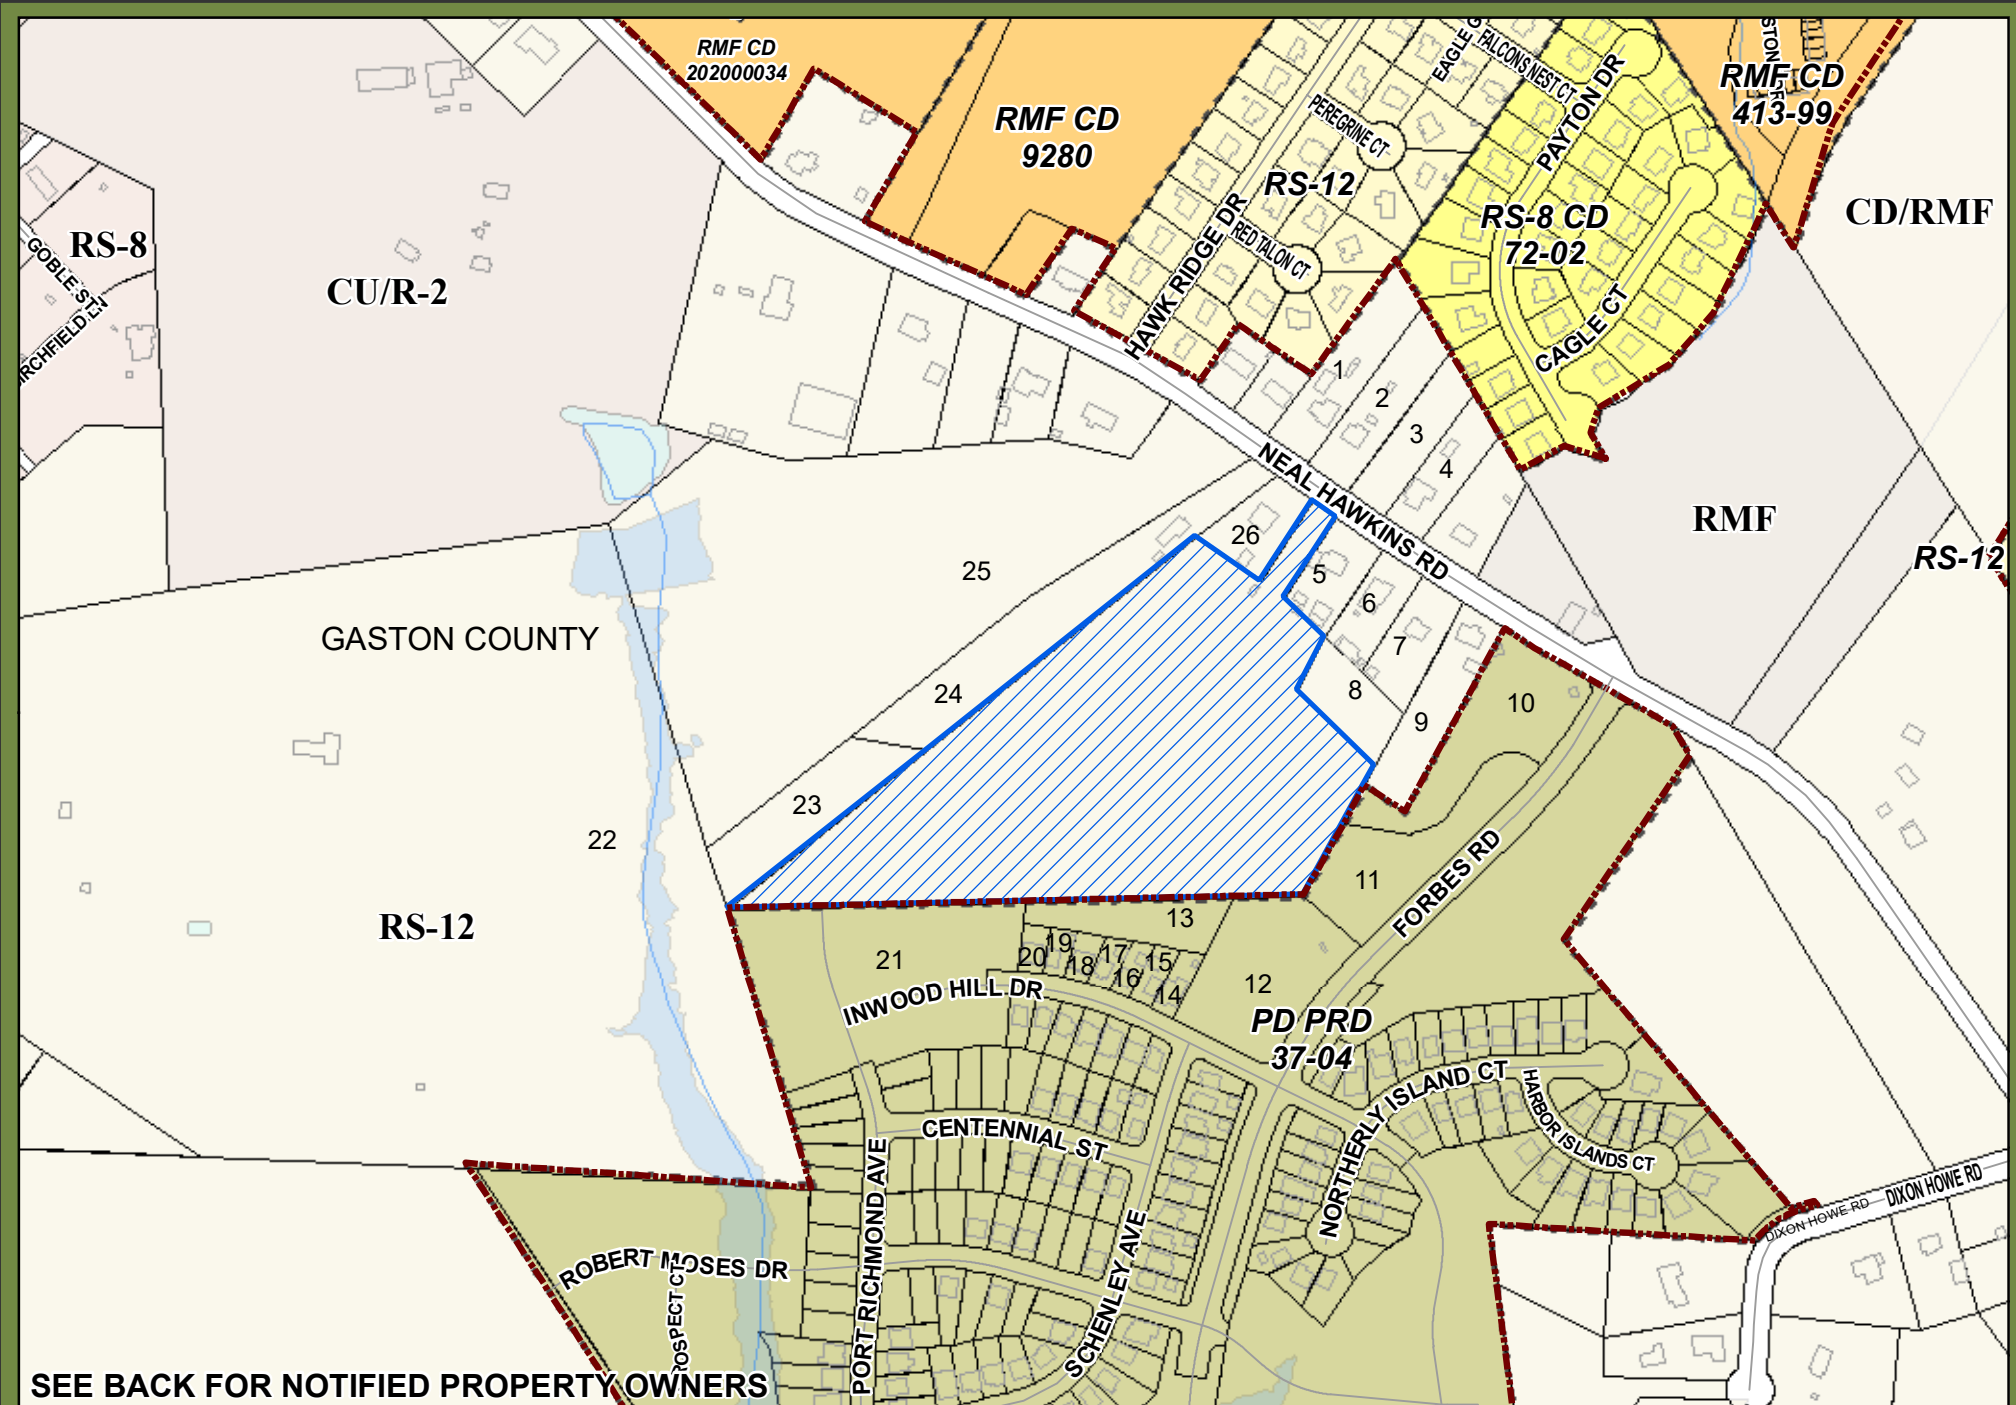 RMF CD
202000034
RMF CD
9280
EAGLE
FALCONS NEST CT
PAYTON DR
RMF CD
413-99
PEREGRINE CT
RS-12
HAWK RIDGE DR
RED TALON CT
RS-8 CD
72-02
CAGLE CT
CD/RMF
RS-8
GOBLE ST
CU/R-2
1
2
3
4
NEAL HAWKINS RD
RMF
RS-12
26
5
6
7
8
9
10
25
GASTON COUNTY
24
23
22
RS-12
11
FORBES RD
13
12
21
20
19
18
17
16
15
14
INWOOD HILL DR
PD PRD
37-04
NORTHERLY ISLAND CT
HARBOR ISLANDS CT
CENTENNIAL ST
PORT RICHMOND AVE
SCHENLEY AVE
ROBERT MOSES DR
DIXON HOWE RD
DIXON HOWE RD
SEE BACK FOR NOTIFIED PROPERTY OWNERS